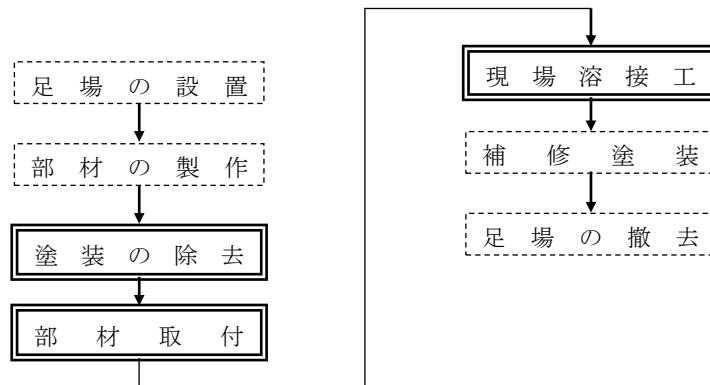 足場の設置
部材の製作
塗装の除去
部材取付
現場溶接工
補修塗装
足場の撤去